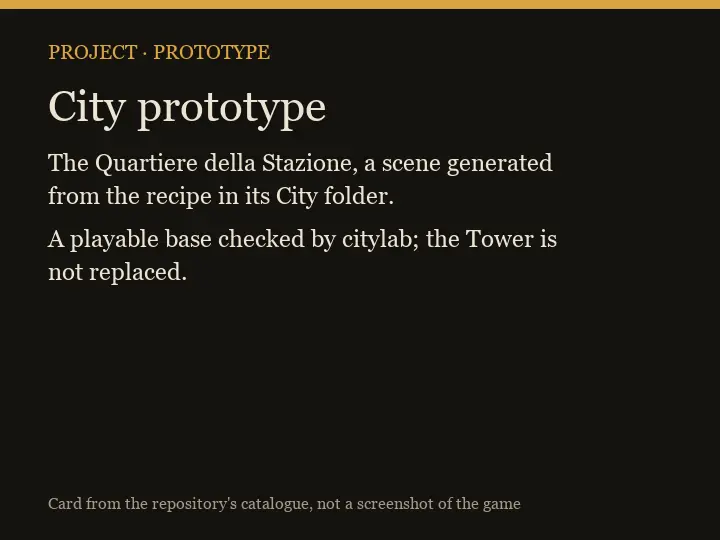 PROJECT · PROTOTYPE
City prototype
The Quartiere della Stazione, a scene generated
from the recipe in its City folder.
A playable base checked by citylab; the Tower is
not replaced.
Card from the repository's catalogue, not a screenshot of the game